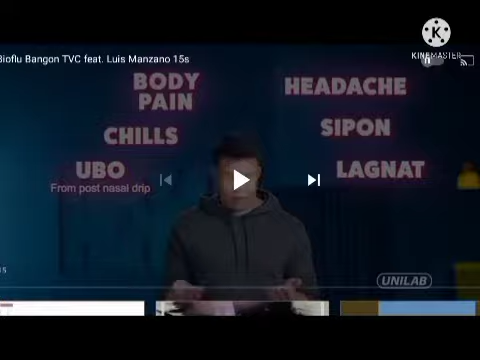 Bioflu Bangon TVC feat. Luis Manzano 15s
KINEMASTER
BODY
PAIN
HEADACHE
CHILLS
SIPON
UBO
LAGNAT
From post nasal drip
UNILAB